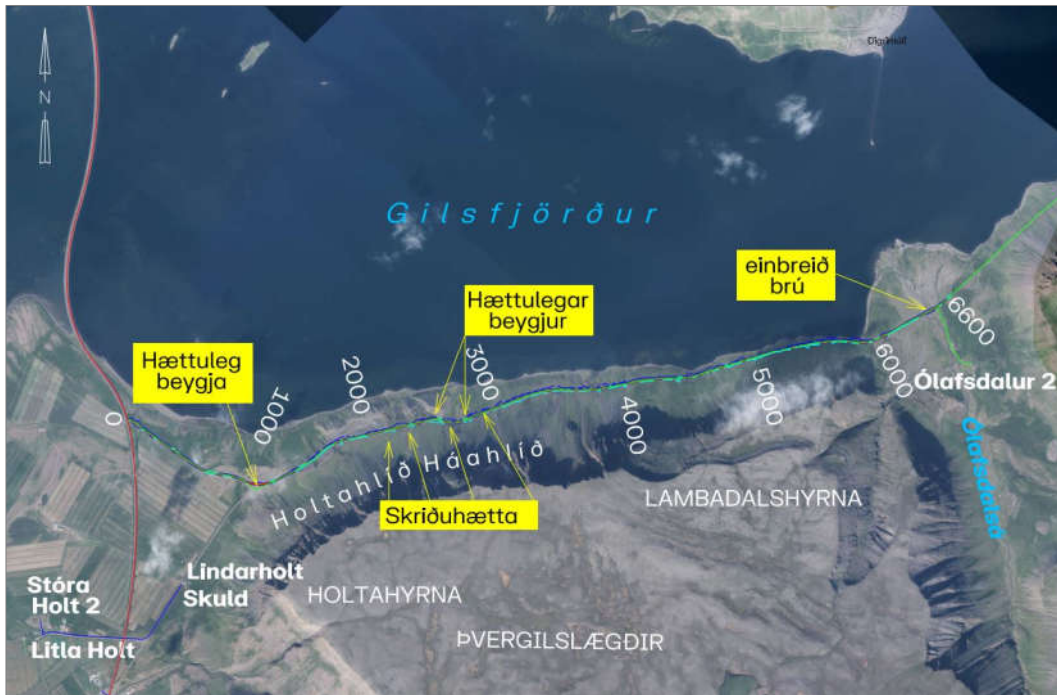 N
Gilsfjörður
einbreið
brú
Hættulegar
beygjur
Hættuleg
beygja
0
1000
2000
3000
4000
5000
6000
6600
Ólafsdalur 2
Ólafsdalsá
Holtahlíð Háahlíð
Skriðuhætta
LAMBADALSHYRNA
Lindarholt
Skuld
Stóra
Holt 2
Litla Holt
HOLTAHYRNA
ÞVERGILSLÆGÐIR